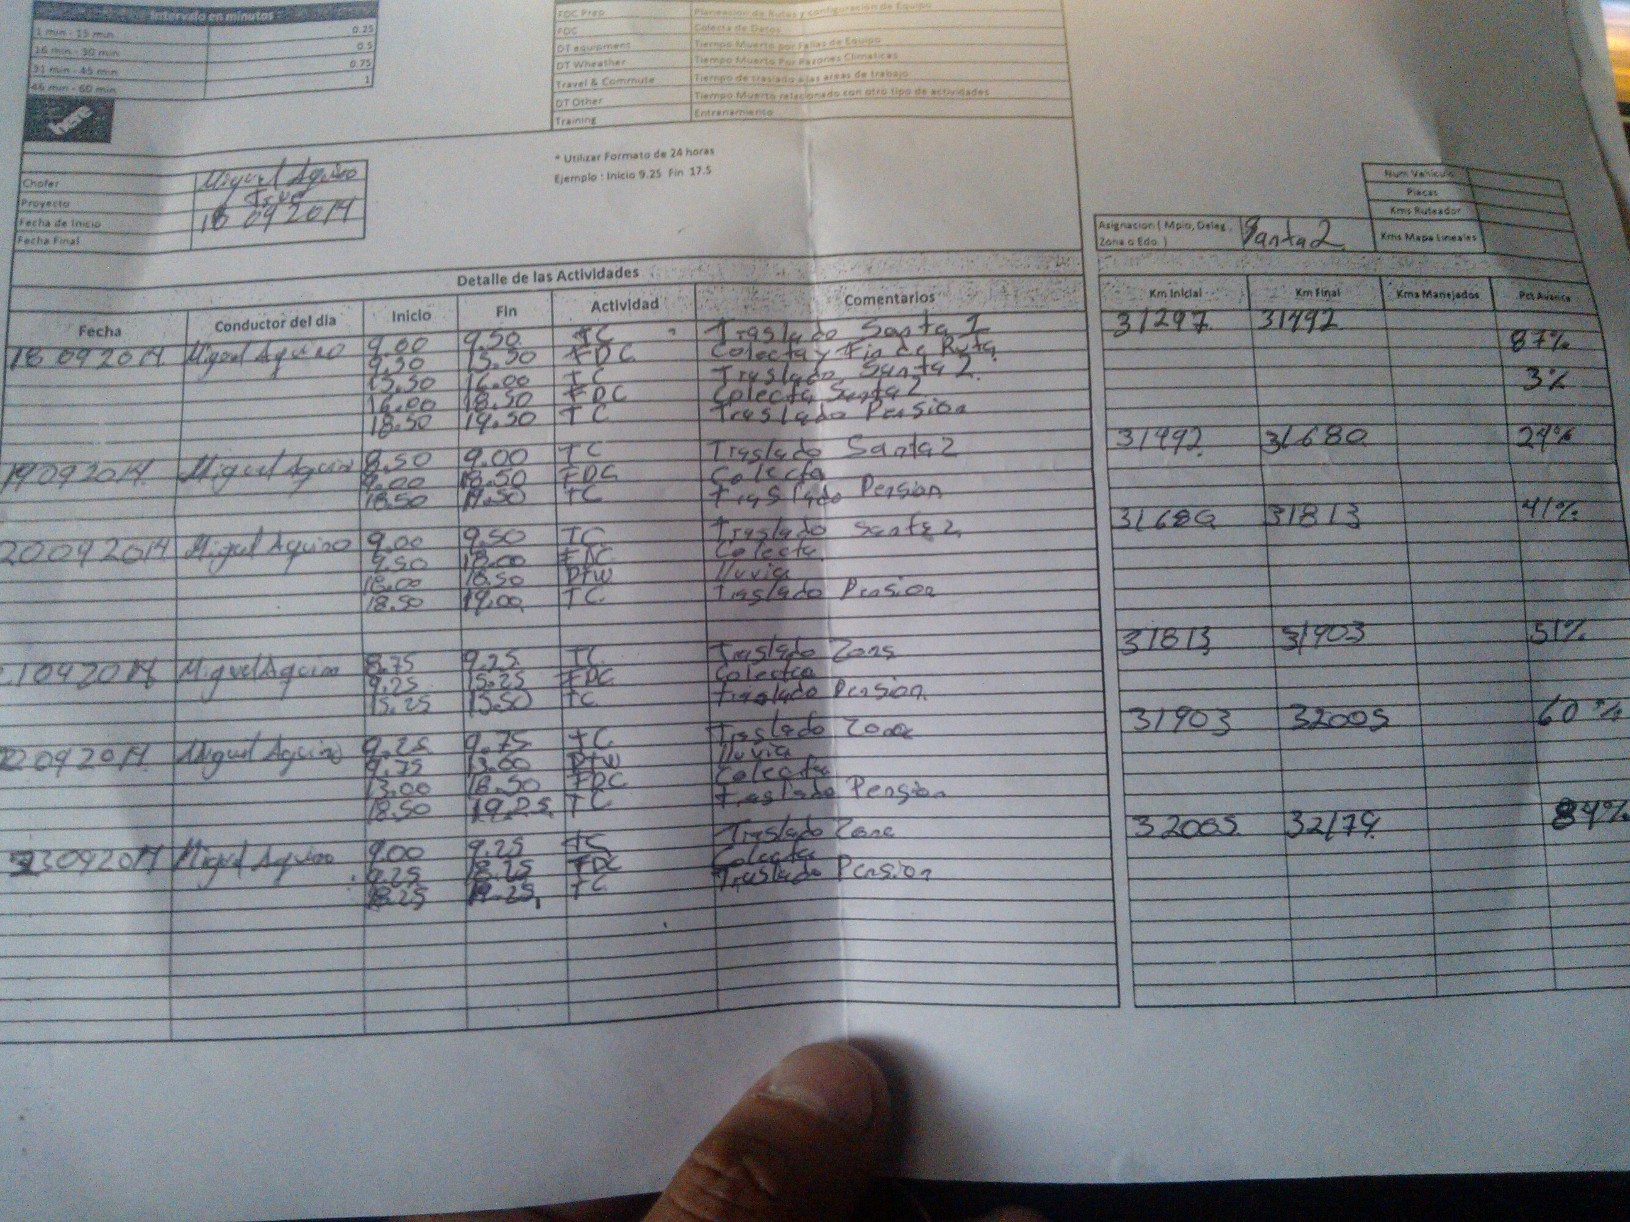 Intervalo en minutos
1 min - 15 min 0.25
16 min - 30 min 0.5
31 min - 45 min 0.75
46 min - 60 min 1
here
FDC Prep Planeacion de Rutas y configuración de Equipo
FDC Colecta de Datos
DT equipment Tiempo Muerto por Fallas de Equipo
DT Wheather Tiempo Muerto Por Razones Climaticas
Travel & Commute Tiempo de traslado a las areas de trabajo
DT Other Tiempo Muerto relacionado con otro tipo de actividades
Training Entrenamiento
* Utilizar Formato de 24 horas
Ejemplo : Inicio 9.25 Fin 17.5
Chofer Miguel Aquino
Proyecto True
Fecha de Inicio 18 09 2014
Fecha Final
Num Vehiculo
Placas
Kms Ruteador
Kms Mapa Lineales
Asignacion ( Mpio, Deleg, Zona o Edo. ) Santa 2
Detalle de las Actividades
Fecha Conductor del dia Inicio Fin Actividad Comentarios Km Inicial Km Final Kms Manejados Pct Avance
18 09 2014 Miguel Aquino 9.00 9.50 TC Traslado Santa 1 31297 31492 87%
9.50 15.50 FDC Colecta y Fin de Ruta
15.50 16.00 TC Traslado Santa 2 3%
16.00 18.50 FDC Colecta Santa 2
18.50 19.50 TC Traslado Pension
19 09 2014 Miguel Aquino 8.50 9.00 TC Traslado Santa 2 31492 31680 24%
9.00 18.50 FDC Colecta
18.50 19.50 TC Traslado Pension
20 09 2014 Miguel Aquino 9.00 9.50 TC Traslado Santa 2 31680 31813 41%
9.50 18.00 FDC Colecta
18.00 18.50 DTW lluvia
18.50 19.00 TC Traslado Pension
21 09 2014 Miguel Aquino 8.75 9.25 TC Traslado Zona 31813 31903 51%
9.25 15.25 FDC Colecta
15.25 15.50 TC Traslado Pension
22 09 2014 Miguel Aquino 9.25 9.75 TC Traslado Zona 31903 32005 60%
9.75 13.00 DTW lluvia
13.00 18.50 FDC Colecta
18.50 19.25 TC Traslado Pension
23 09 2014 Miguel Aquino 9.00 9.25 TC Traslado Zona 32005 32174 84%
9.25 18.25 FDC Colecta
18.25 19.25 TC Traslado Pension